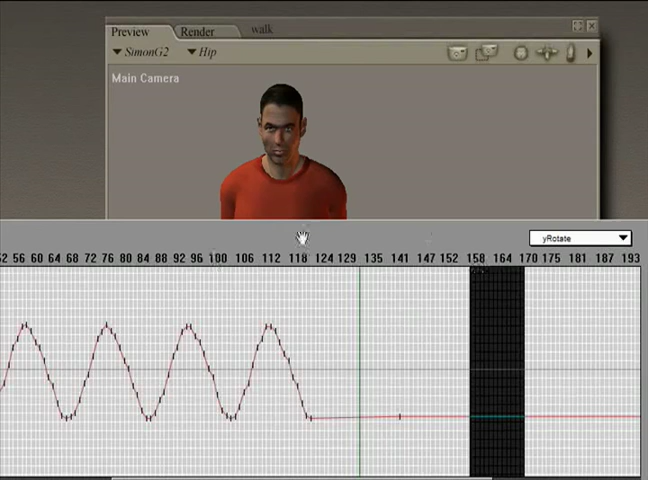 Preview Render walk
SimonG2 Hip
Main Camera
yRotate
52 56 60 64 68 72 76 80 84 88 92 96 100 106 112 118 124 129 135 141 147 152 158 164 170 175 181 187 193